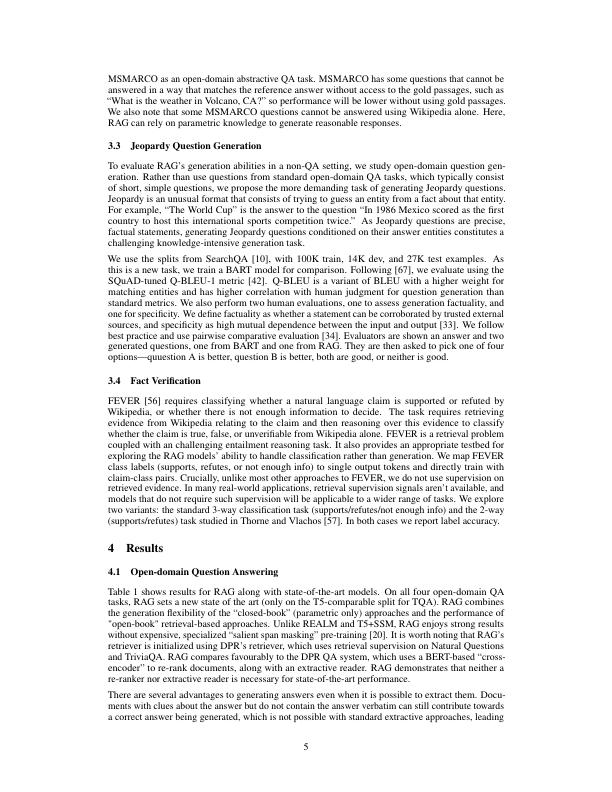 MSMARCO as an open-domain abstractive QA task. MSMARCO has some questions that cannot be
answered in a way that matches the reference answer without access to the gold passages, such as
“What is the weather in Volcano, CA?” so performance will be lower without using gold passages.
We also note that some MSMARCO questions cannot be answered using Wikipedia alone. Here,
RAG can rely on parametric knowledge to generate reasonable responses.
3.3 Jeopardy Question Generation
To evaluate RAG’s generation abilities in a non-QA setting, we study open-domain question gen-
eration. Rather than use questions from standard open-domain QA tasks, which typically consist
of short, simple questions, we propose the more demanding task of generating Jeopardy questions.
Jeopardy is an unusual format that consists of trying to guess an entity from a fact about that entity.
For example, “The World Cup” is the answer to the question “In 1986 Mexico scored as the first
country to host this international sports competition twice.” As Jeopardy questions are precise,
factual statements, generating Jeopardy questions conditioned on their answer entities constitutes a
challenging knowledge-intensive generation task.
We use the splits from SearchQA [10], with 100K train, 14K dev, and 27K test examples. As
this is a new task, we train a BART model for comparison. Following [67], we evaluate using the
SQuAD-tuned Q-BLEU-1 metric [42]. Q-BLEU is a variant of BLEU with a higher weight for
matching entities and has higher correlation with human judgment for question generation than
standard metrics. We also perform two human evaluations, one to assess generation factuality, and
one for specificity. We define factuality as whether a statement can be corroborated by trusted external
sources, and specificity as high mutual dependence between the input and output [33]. We follow
best practice and use pairwise comparative evaluation [34]. Evaluators are shown an answer and two
generated questions, one from BART and one from RAG. They are then asked to pick one of four
options—quuestion A is better, question B is better, both are good, or neither is good.
3.4 Fact Verification
FEVER [56] requires classifying whether a natural language claim is supported or refuted by
Wikipedia, or whether there is not enough information to decide. The task requires retrieving
evidence from Wikipedia relating to the claim and then reasoning over this evidence to classify
whether the claim is true, false, or unverifiable from Wikipedia alone. FEVER is a retrieval problem
coupled with an challenging entailment reasoning task. It also provides an appropriate testbed for
exploring the RAG models’ ability to handle classification rather than generation. We map FEVER
class labels (supports, refutes, or not enough info) to single output tokens and directly train with
claim-class pairs. Crucially, unlike most other approaches to FEVER, we do not use supervision on
retrieved evidence. In many real-world applications, retrieval supervision signals aren’t available, and
models that do not require such supervision will be applicable to a wider range of tasks. We explore
two variants: the standard 3-way classification task (supports/refutes/not enough info) and the 2-way
(supports/refutes) task studied in Thorne and Vlachos [57]. In both cases we report label accuracy.
4 Results
4.1 Open-domain Question Answering
Table 1 shows results for RAG along with state-of-the-art models. On all four open-domain QA
tasks, RAG sets a new state of the art (only on the T5-comparable split for TQA). RAG combines
the generation flexibility of the “closed-book” (parametric only) approaches and the performance of
"open-book" retrieval-based approaches. Unlike REALM and T5+SSM, RAG enjoys strong results
without expensive, specialized “salient span masking” pre-training [20]. It is worth noting that RAG’s
retriever is initialized using DPR’s retriever, which uses retrieval supervision on Natural Questions
and TriviaQA. RAG compares favourably to the DPR QA system, which uses a BERT-based “cross-
encoder” to re-rank documents, along with an extractive reader. RAG demonstrates that neither a
re-ranker nor extractive reader is necessary for state-of-the-art performance.
There are several advantages to generating answers even when it is possible to extract them. Docu-
ments with clues about the answer but do not contain the answer verbatim can still contribute towards
a correct answer being generated, which is not possible with standard extractive approaches, leading
5